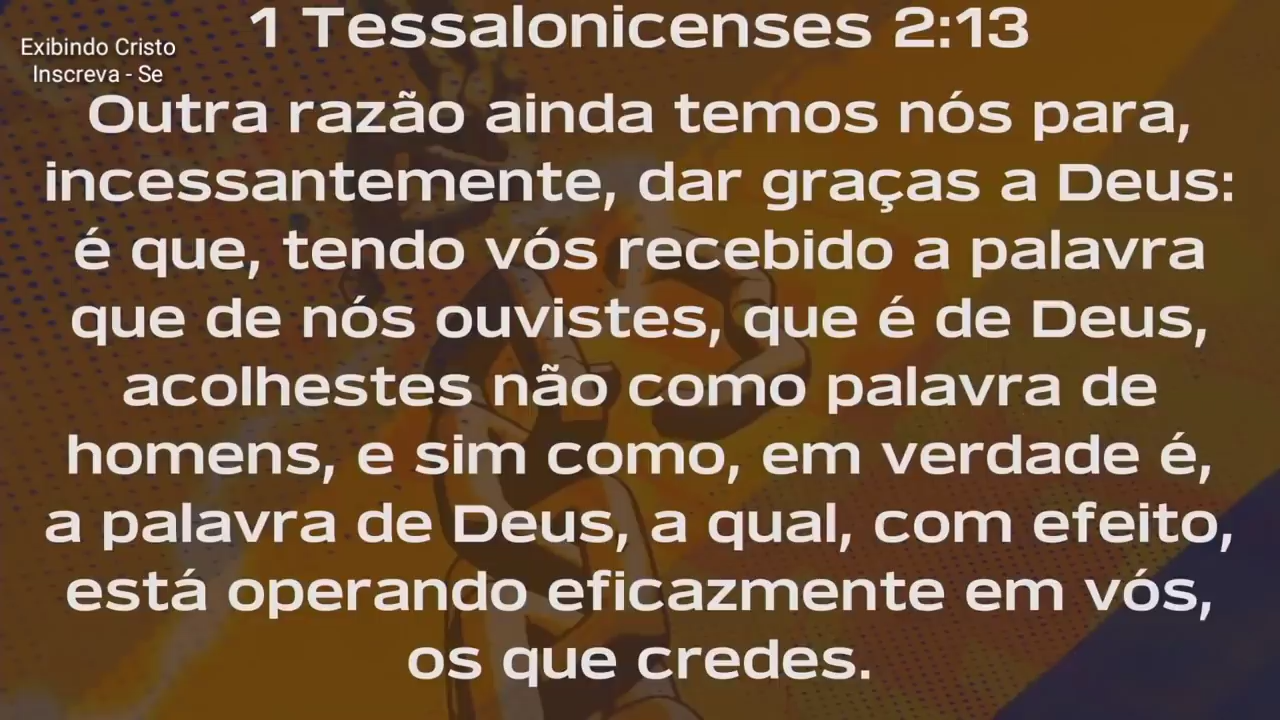 Exibindo Cristo
Inscreva - Se
1 Tessalonicenses 2:13
Outra razão ainda temos nós para,
incessantemente, dar graças a Deus:
é que, tendo vós recebido a palavra
que de nós ouvistes, que é de Deus,
acolhestes não como palavra de
homens, e sim como, em verdade é,
a palavra de Deus, a qual, com efeito,
está operando eficazmente em vós,
os que credes.